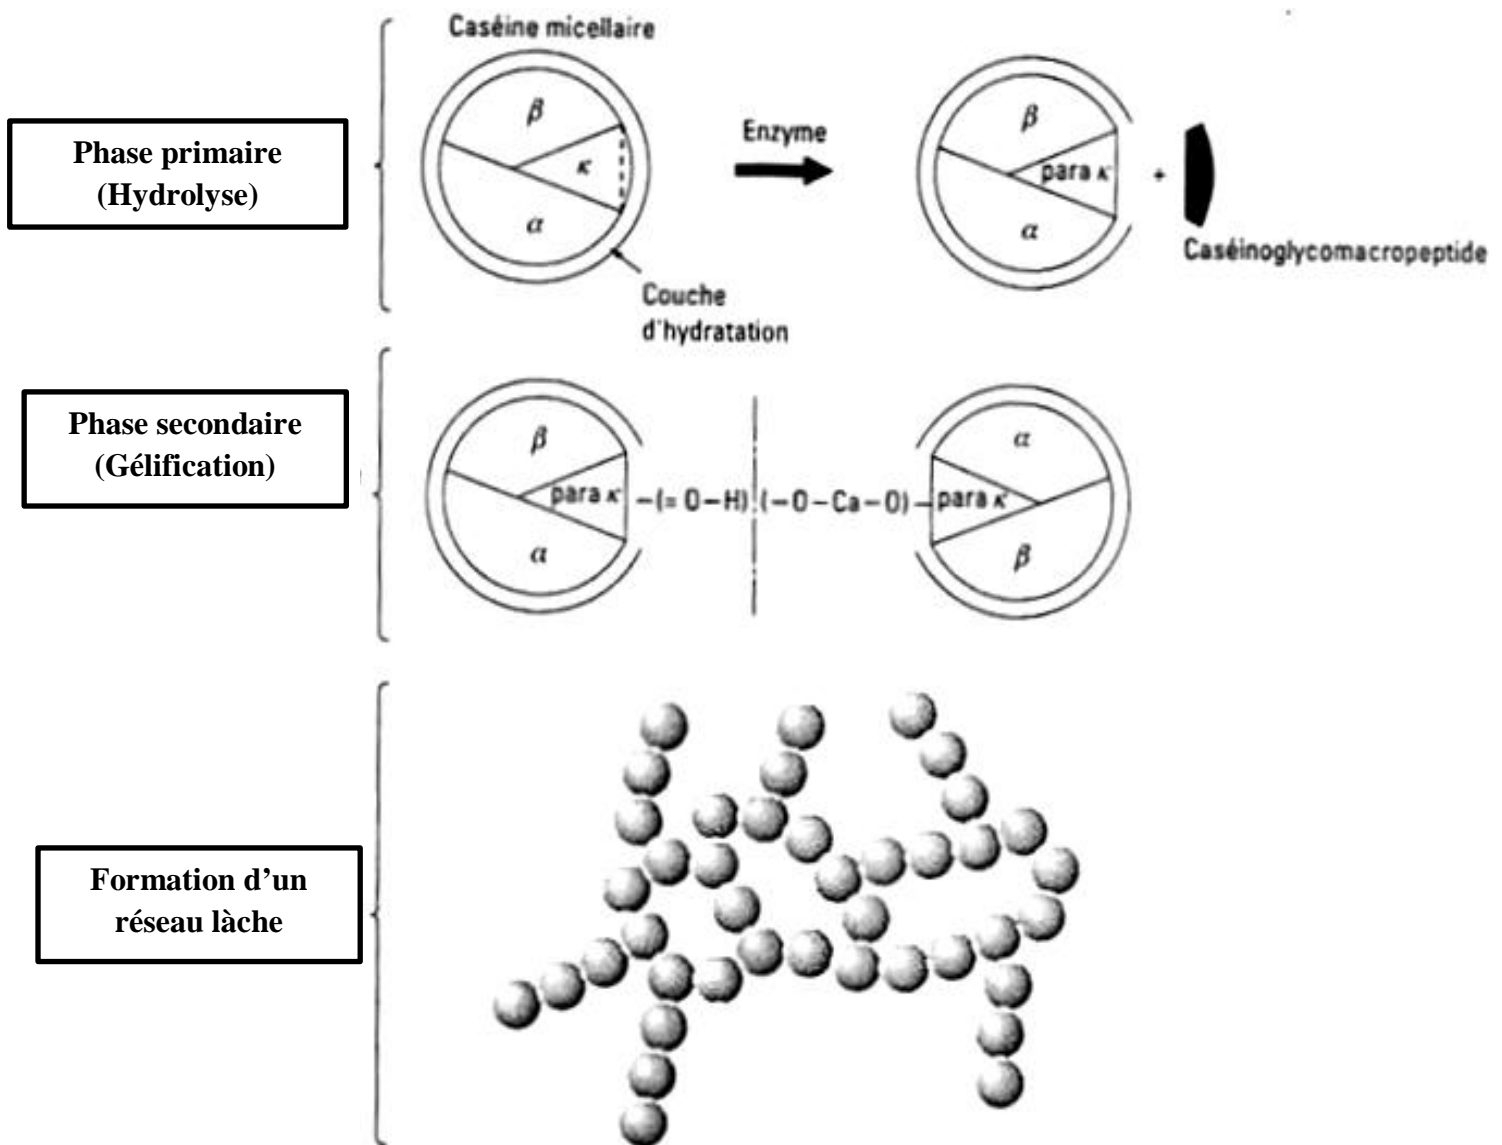 Caséine micellaire
Phase primaire
(Hydrolyse)
β
κ
α
Enzyme
β
para κ
α
+
Caséinoglycomacropeptide
Couche
d'hydratation
Phase secondaire
(Gélification)
β
para κ
α
-(= O-H) (-O-Ca-O)-
α
para κ
β
Formation d'un
réseau làche